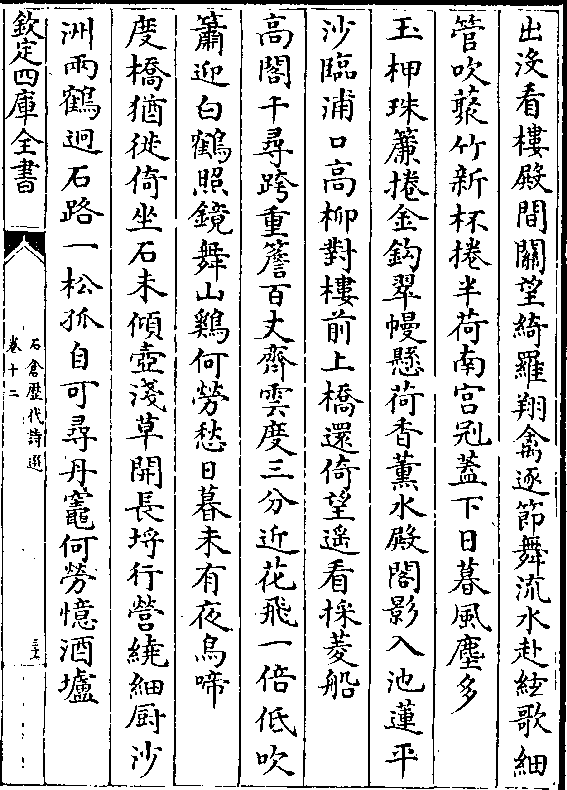 出没看樓殿間關望綺羅翔禽逐節舞流水赴絃歌細
管吹藂竹新杯捲半荷南宫冠蓋下日暮風塵多
玉柙珠簾捲金鈎翠幔懸荷香薰水殿閣影入池蓮平
沙臨浦口高柳對樓前上橋還倚望遥看採菱船
高閣千尋跨重簷百丈齊雲度三分近花飛一倍低吹
簫迎白鶴照鏡舞山鷄何勞愁日暮未有夜烏啼
度橋猶徙倚坐石未傾壺淺草開長埒行營繞細厨沙
洲兩鶴迥石路一松孤自可尋丹竈何勞憶酒壚
欽定四庫全書
石倉歴代詩選
卷十二